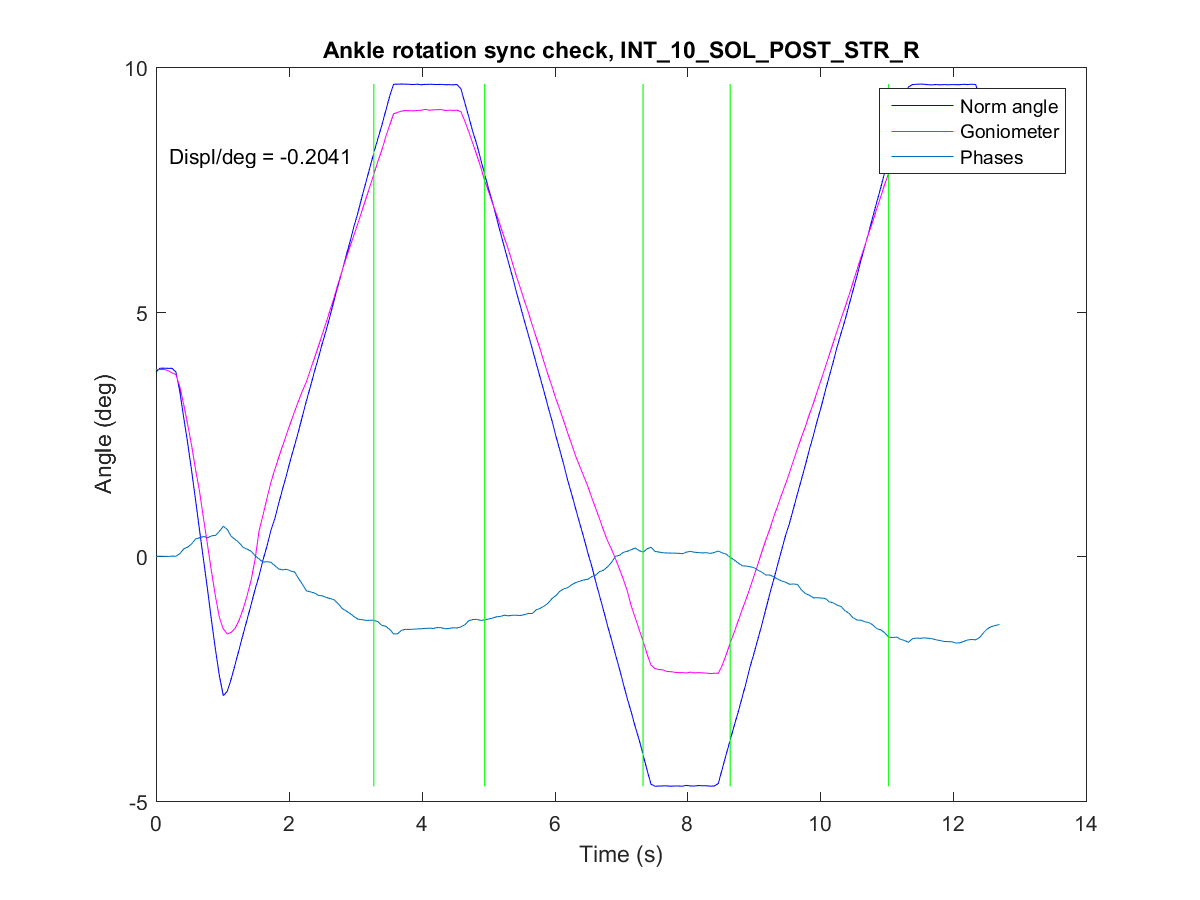 Ankle rotation sync check, INT_10_SOL_POST_STR_R
10
Norm angle
Goniometer
Phases
Displ/deg = -0.2041
5
Angle (deg)
0
-5
0 2 4 6 8 10 12 14
Time (s)